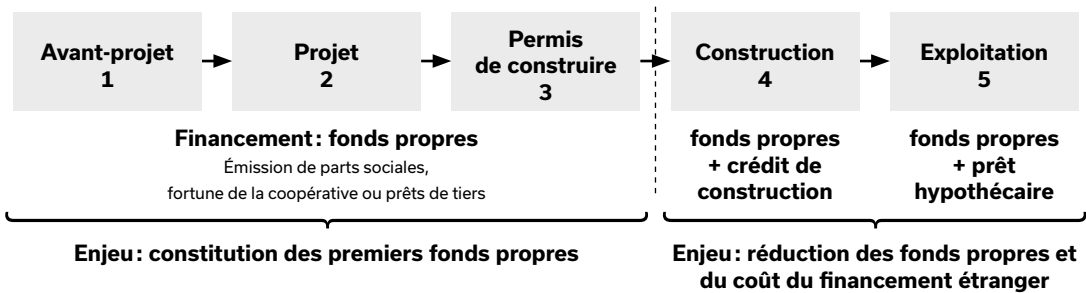 Avant-projet
1
Projet
2
Permis
de construire
3
Construction
4
Exploitation
5
Financement : fonds propres
Émission de parts sociales,
fortune de la coopérative ou prêts de tiers
fonds propres
+ crédit de
construction
fonds propres
+ prêt
hypothécaire
Enjeu : constitution des premiers fonds propres
Enjeu : réduction des fonds propres et
du coût du financement étranger